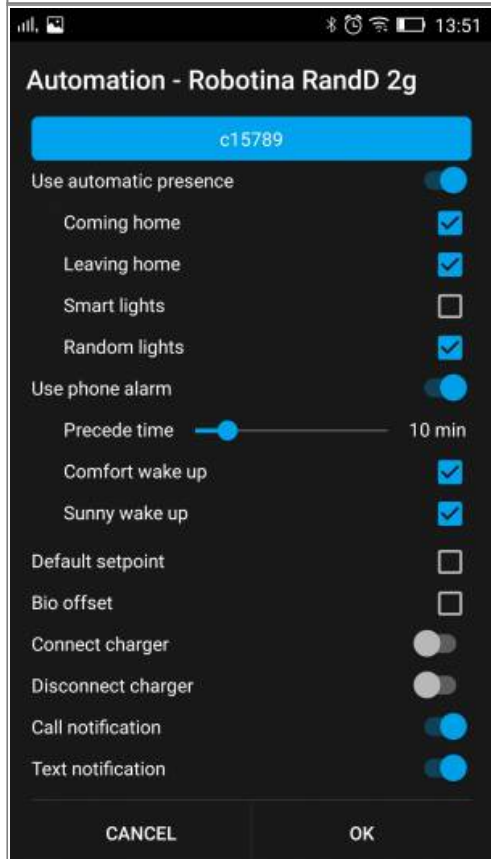 13:51
Automation - Robotina RandD 2g
c15789
Use automatic presence
Coming home
Leaving home
Smart lights
Random lights
Use phone alarm
Precede time 10 min
Comfort wake up
Sunny wake up
Default setpoint
Bio offset
Connect charger
Disconnect charger
Call notification
Text notification
CANCEL OK